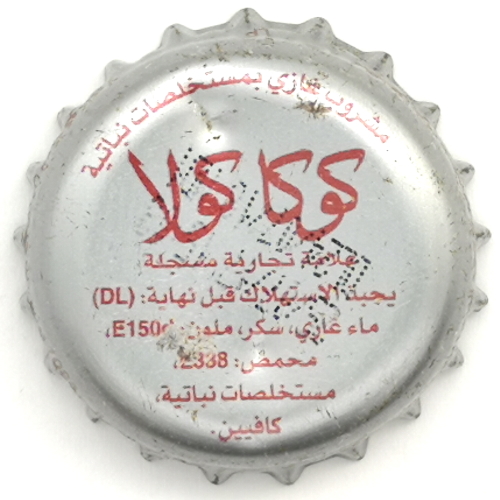 مشروب غازي بمستخلصات نباتية
كوكا كولا
علامة تجارية مسجلة
يجب الاستهلاك قبل نهاية: (DL)
ماء غازي، سكر، ملون: E150d،
محمض: E338،
مستخلصات نباتية،
كافيين.